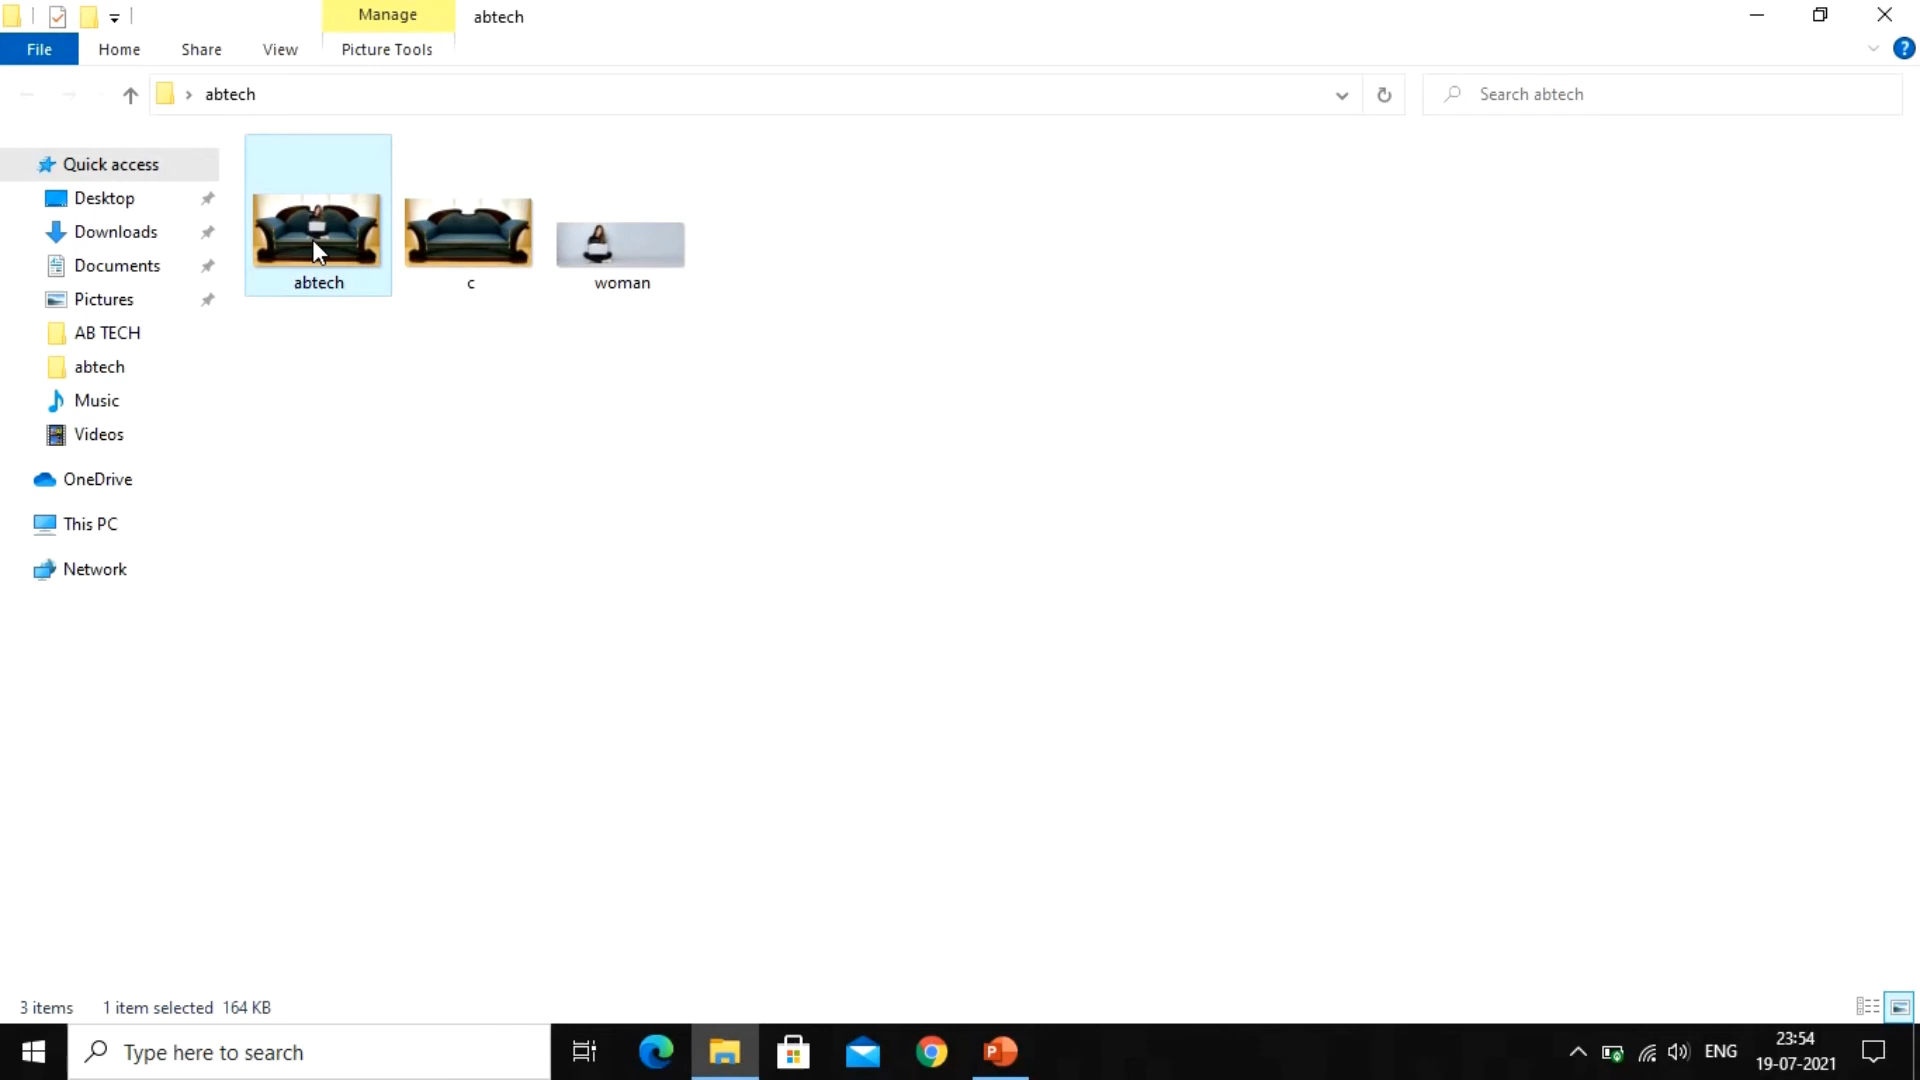 Manage
abtech
File
Home
Share
View
Picture Tools
?
› abtech
Search abtech
Quick access
Desktop
Downloads
Documents
Pictures
AB TECH
abtech
Music
Videos
OneDrive
This PC
Network
abtech
c
woman
3 items
1 item selected 164 KB
Type here to search
P
ENG
23:54
19-07-2021